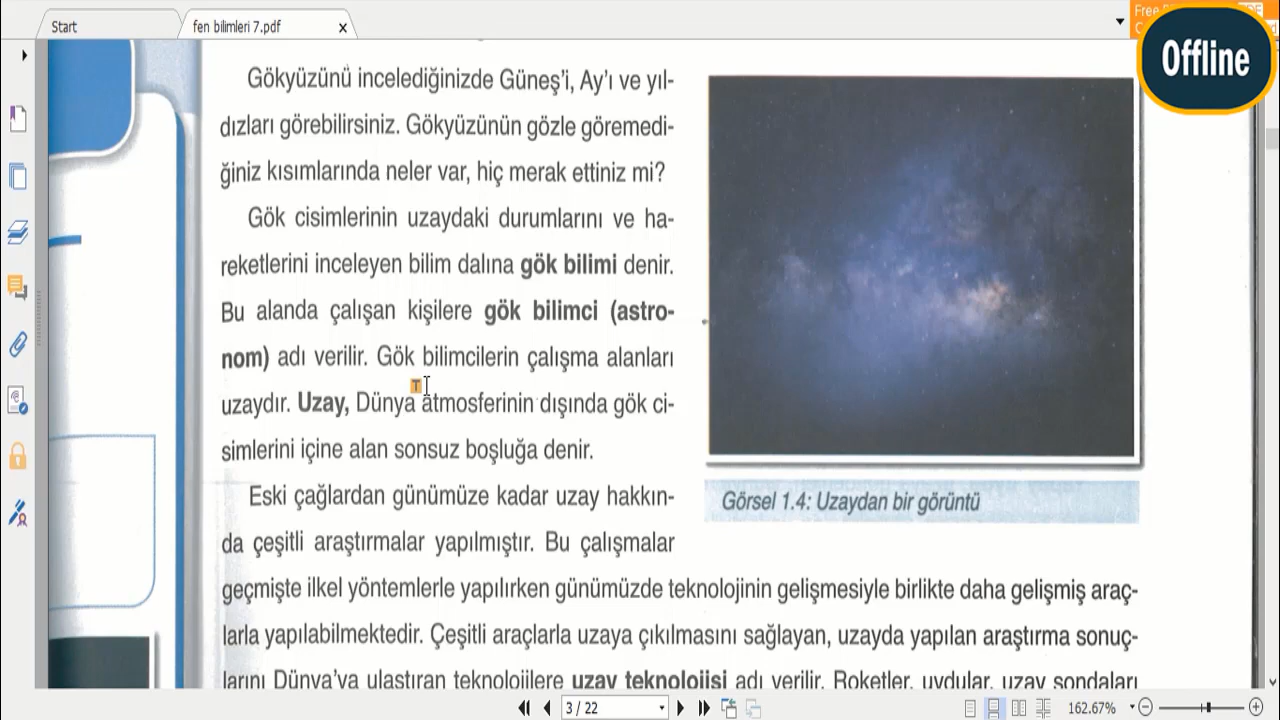 Start
fen bilimleri 7.pdf
Free
Offline
Gökyüzünü incelediğinizde Güneş’i, Ay’ı ve yıl-
dızları görebilirsiniz. Gökyüzünün gözle göremedi-
ğiniz kısımlarında neler var, hiç merak ettiniz mi?
Gök cisimlerinin uzaydaki durumlarını ve ha-
reketlerini inceleyen bilim dalına gök bilimi denir.
Bu alanda çalışan kişilere gök bilimci (astro-
nom) adı verilir. Gök bilimcilerin çalışma alanları
uzaydır. Uzay, Dünya atmosferinin dışında gök ci-
simlerini içine alan sonsuz boşluğa denir.
Görsel 1.4: Uzaydan bir görüntü
Eski çağlardan günümüze kadar uzay hakkın-
da çeşitli araştırmalar yapılmıştır. Bu çalışmalar
geçmişte ilkel yöntemlerle yapılırken günümüzde teknolojinin gelişmesiyle birlikte daha gelişmiş araç-
larla yapılabilmektedir. Çeşitli araçlarla uzaya çıkılmasını sağlayan, uzayda yapılan araştırma sonuç-
larını Dünya’ya ulaştıran teknolojilere uzay teknolojisi adı verilir. Roketler, uydular, uzay sondaları
3 / 22
162.67%